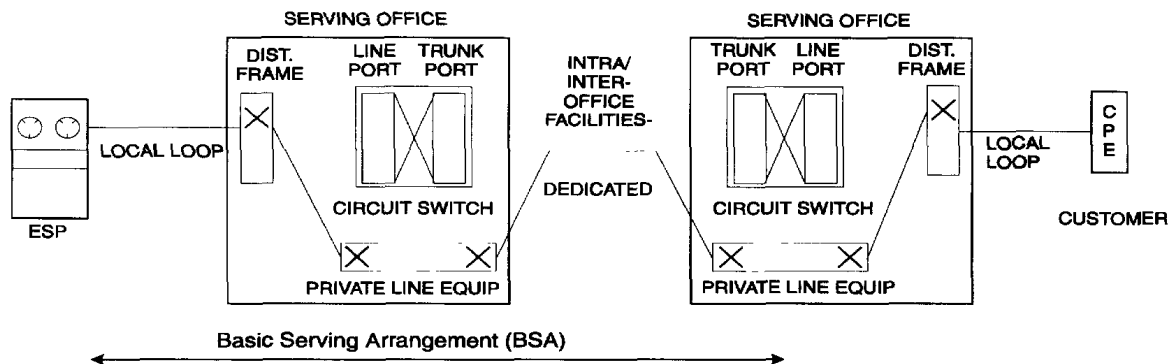 SERVING OFFICE
DIST.
FRAME
LINE
PORT
TRUNK
PORT
LOCAL LOOP
ESP
CIRCUIT SWITCH
PRIVATE LINE EQUIP
INTRA/
INTER-
OFFICE
FACILITIES-
DEDICATED
SERVING OFFICE
TRUNK
PORT
LINE
PORT
DIST.
FRAME
CIRCUIT SWITCH
PRIVATE LINE EQUIP
LOCAL
LOOP
C
P
E
CUSTOMER
Basic Serving Arrangement (BSA)